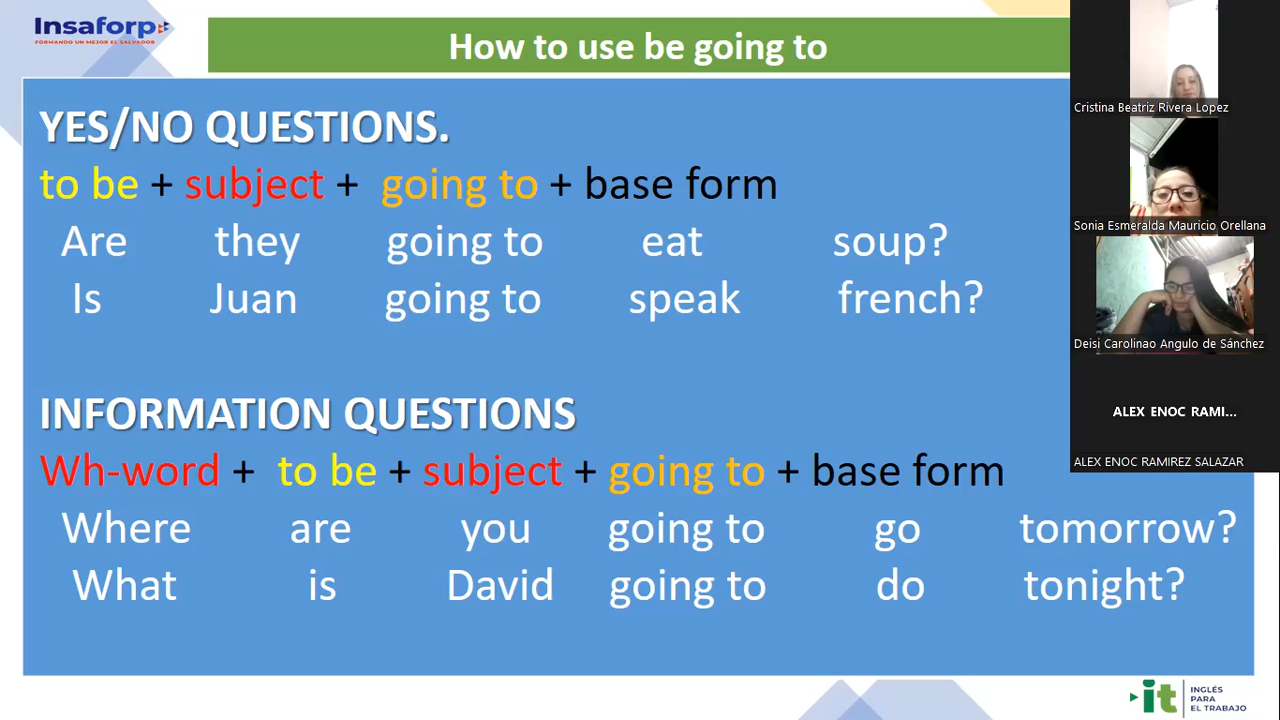 Insaforp
FORMANDO UN MEJOR EL SALVADOR
How to use be going to
YES/NO QUESTIONS.
to be + subject + going to + base form
Are they going to eat soup?
Is Juan going to speak french?
INFORMATION QUESTIONS
Wh-word + to be + subject + going to + base form
Where are you going to go tomorrow?
What is David going to do tonight?
Cristina Beatriz Rivera Lopez
Sonia Esmeralda Mauricio Orellana
Deisi Carolinao Angulo de Sánchez
ALEX ENOC RAMI...
ALEX ENOC RAMIREZ SALAZAR
it
INGLÉS
PARA
EL TRABAJO